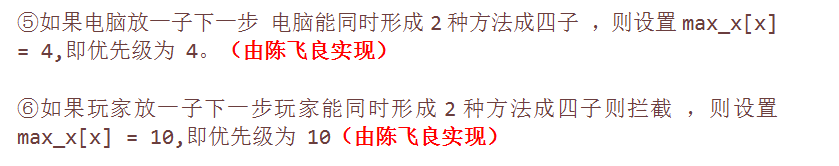 ⑤如果电脑放一子下一步 电脑能同时形成 2 种方法成四子 ，则设置 max_x[x]
= 4,即优先级为 4。（由陈飞良实现）
⑥如果玩家放一子下一步玩家能同时形成 2 种方法成四子则拦截 ，则设置
max_x[x] = 10,即优先级为 10（由陈飞良实现）